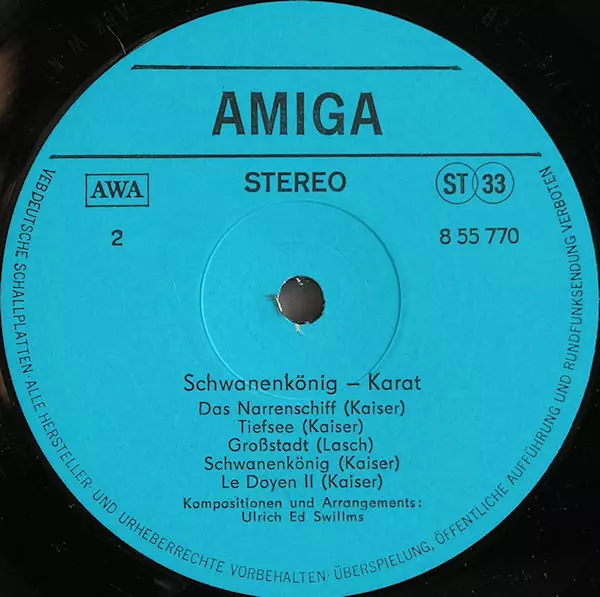 AMIGA
AWA
STEREO
ST 33
2
8 55 770
Schwanenkönig – Karat
Das Narrenschiff (Kaiser)
Tiefsee (Kaiser)
Großstadt (Lasch)
Schwanenkönig (Kaiser)
Le Doyen II (Kaiser)
Kompositionen und Arrangements:
Ulrich Ed Swillms
VEB DEUTSCHE SCHALLPLATTEN · ALLE HERSTELLER- UND URHEBERRECHTE VORBEHALTEN · ÜBERSPIELUNG, ÖFFENTLICHE AUFFÜHRUNG UND RUNDFUNKSENDUNG VERBOTEN